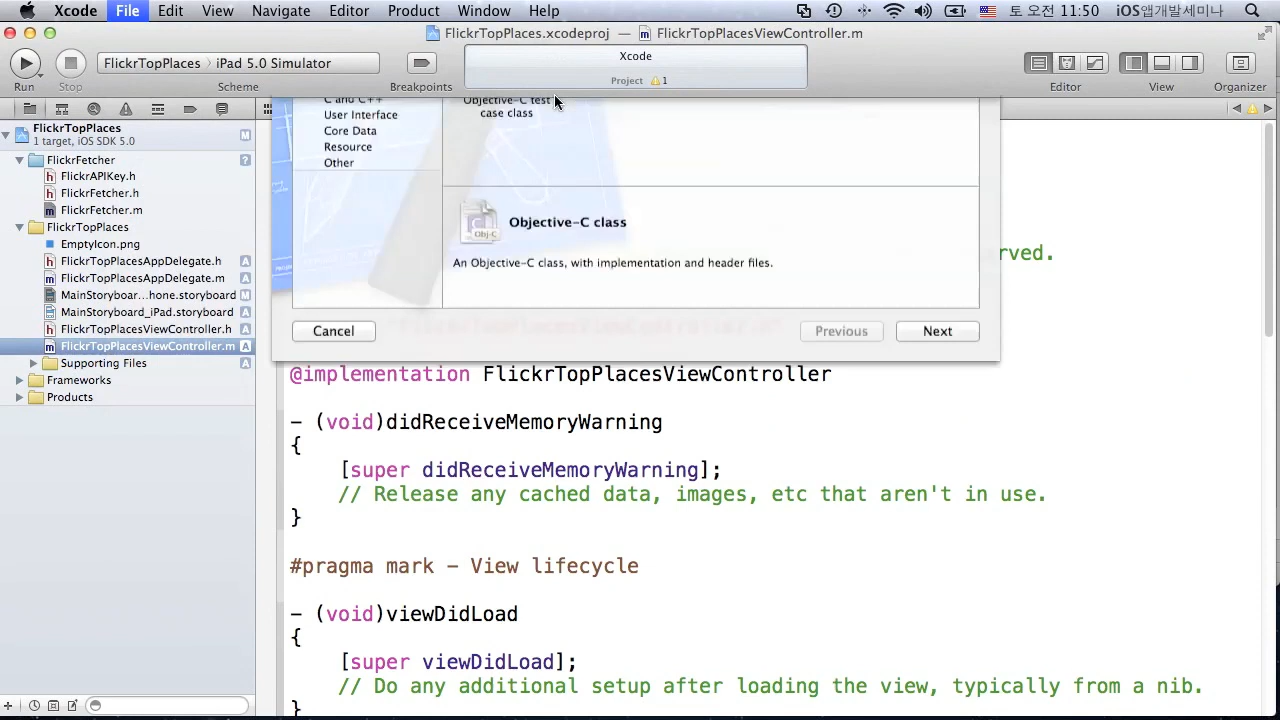 Xcode File Edit View Navigate Editor Product Window Help 토 오전 11:50 iOS앱개발세미나
FlickrTopPlaces.xcodeproj — FlickrTopPlacesViewController.m
FlickrTopPlaces iPad 5.0 Simulator
Xcode
Project 1
Run Stop Scheme Breakpoints Editor View Organizer
FlickrTopPlaces
1 target, iOS SDK 5.0
M
FlickrFetcher
?
FlickrAPIKey.h
FlickrFetcher.h
FlickrFetcher.m
FlickrTopPlaces
EmptyIcon.png
FlickrTopPlacesAppDelegate.h A
FlickrTopPlacesAppDelegate.m A
MainStoryboar...hone.storyboard M
MainStoryboard_iPad.storyboard A
FlickrTopPlacesViewController.h A
FlickrTopPlacesViewController.m A
Supporting Files A
Frameworks
Products
C and C++
User Interface
Core Data
Resource
Other
Objective-C test
case class
Objective-C class
Obj-C
An Objective-C class, with implementation and header files.
Cancel Previous Next
rved.
@implementation FlickrTopPlacesViewController
- (void)didReceiveMemoryWarning
{
[super didReceiveMemoryWarning];
// Release any cached data, images, etc that aren't in use.
}
#pragma mark - View lifecycle
- (void)viewDidLoad
{
[super viewDidLoad];
// Do any additional setup after loading the view, typically from a nib.
}